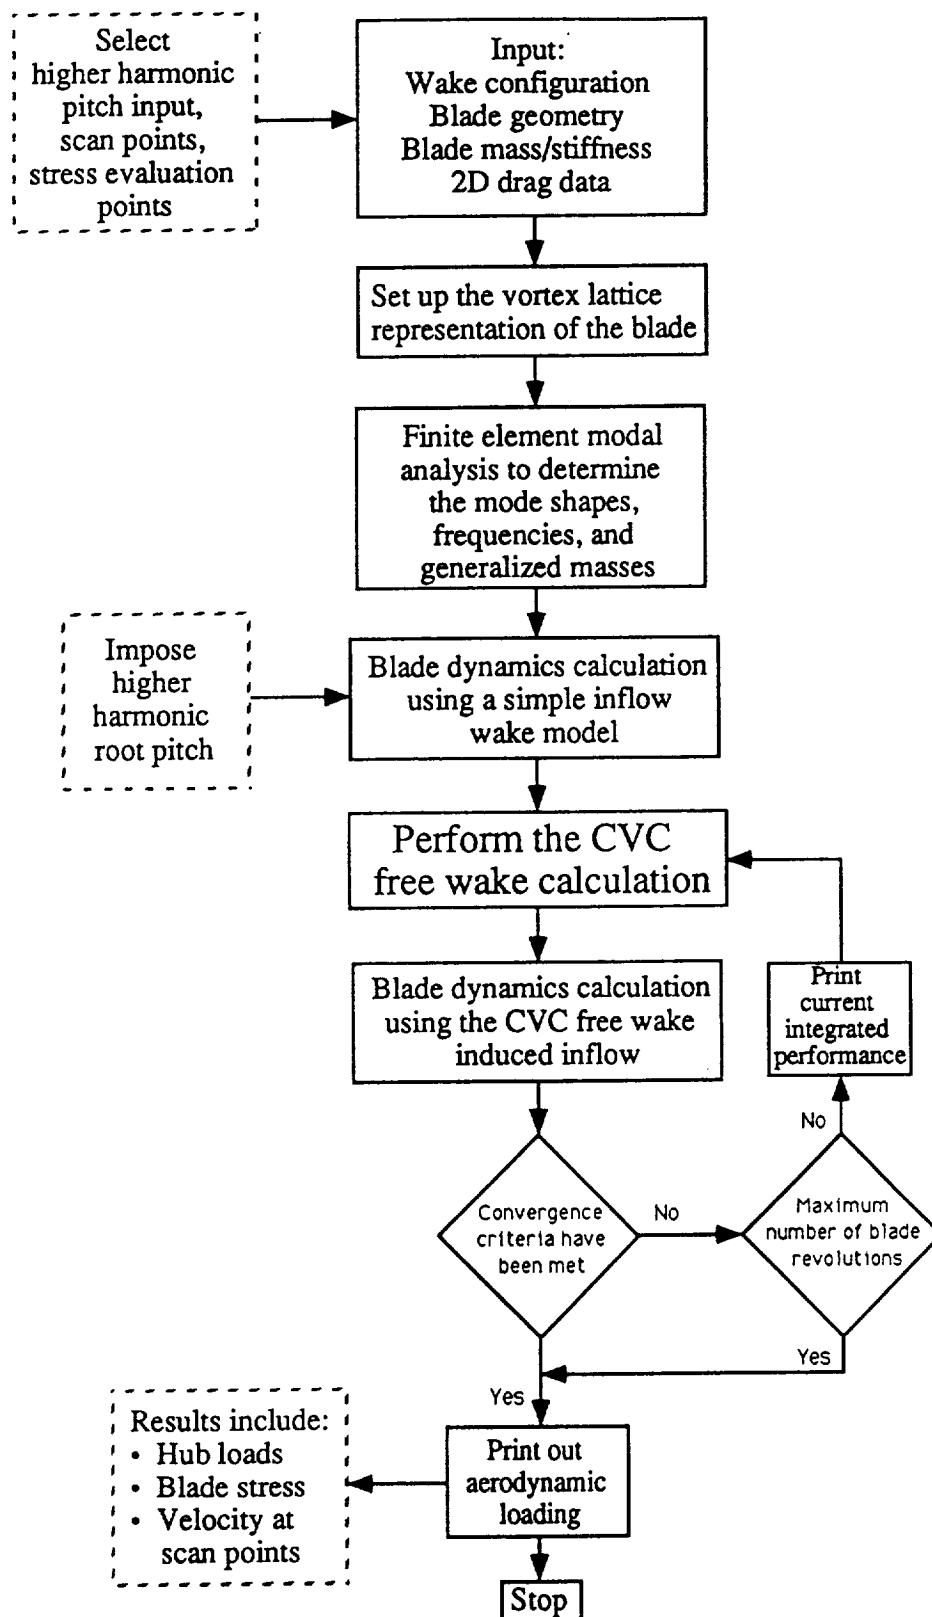 Select
higher harmonic
pitch input,
scan points,
stress evaluation
points
Input:
Wake configuration
Blade geometry
Blade mass/stiffness
2D drag data
Set up the vortex lattice
representation of the blade
Finite element modal
analysis to determine
the mode shapes,
frequencies, and
generalized masses
Impose
higher
harmonic
root pitch
Blade dynamics calculation
using a simple inflow
wake model
Perform the CVC
free wake calculation
Blade dynamics calculation
using the CVC free wake
induced inflow
Print
current
integrated
performance
No
Convergence
criteria have
been met
No
Maximum
number of blade
revolutions
Yes
Yes
Results include:
• Hub loads
• Blade stress
• Velocity at
scan points
Print out
aerodynamic
loading
Stop